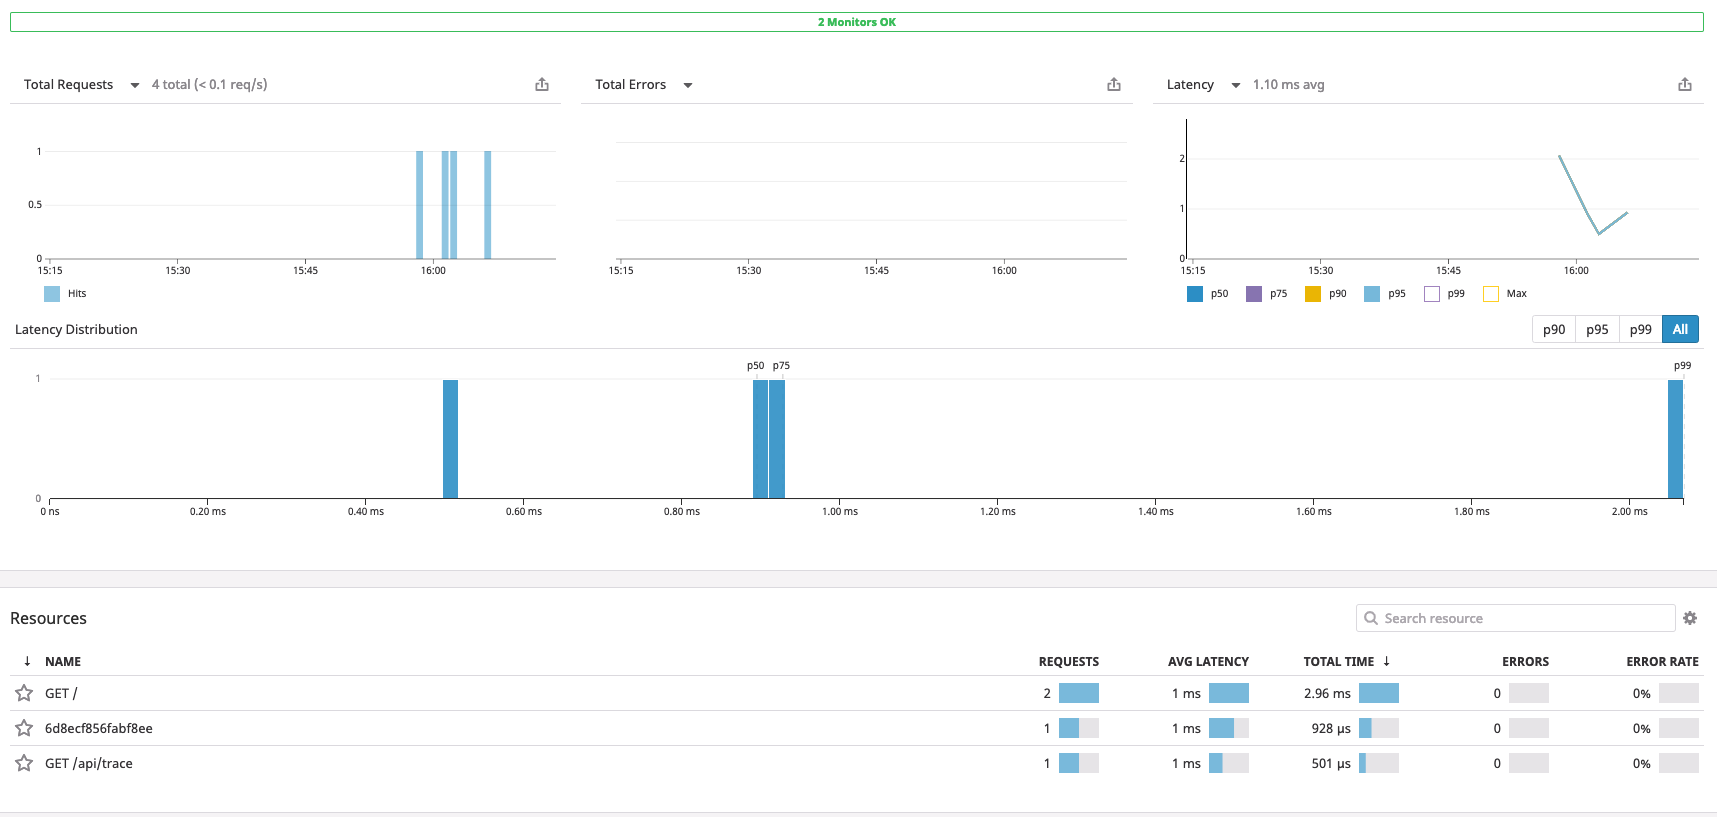 2 Monitors OK
Total Requests 4 total (< 0.1 req/s)
1
0.5
0
15:15 15:30 15:45 16:00
Hits
Total Errors
15:15 15:30 15:45 16:00
Latency 1.10 ms avg
2
1
0
15:15 15:30 15:45 16:00
p50 p75 p90 p95 p99 Max
Latency Distribution
p90 p95 p99 All
p50 p75 p99
1
0
0 ns 0.20 ms 0.40 ms 0.60 ms 0.80 ms 1.00 ms 1.20 ms 1.40 ms 1.60 ms 1.80 ms 2.00 ms
Resources
Search resource
↓ NAME REQUESTS AVG LATENCY TOTAL TIME ↓ ERRORS ERROR RATE
GET / 2 1 ms 2.96 ms 0 0%
6d8ecf856fabf8ee 1 1 ms 928 µs 0 0%
GET /api/trace 1 1 ms 501 µs 0 0%